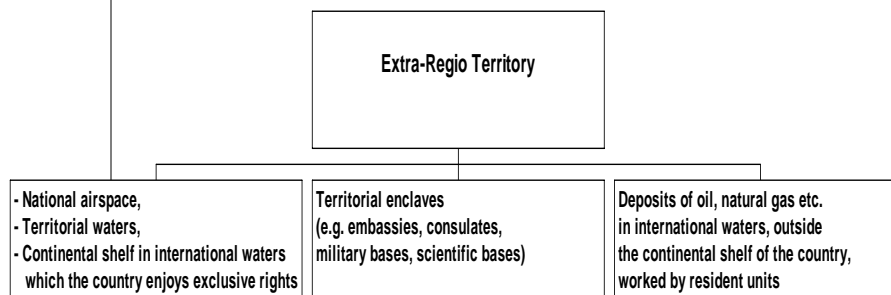 Extra-Regio Territory
- National airspace,
- Territorial waters,
- Continental shelf in international waters
which the country enjoys exclusive rights
Territorial enclaves
(e.g. embassies, consulates,
military bases, scientific bases)
Deposits of oil, natural gas etc.
in international waters, outside
the continental shelf of the country,
worked by resident units